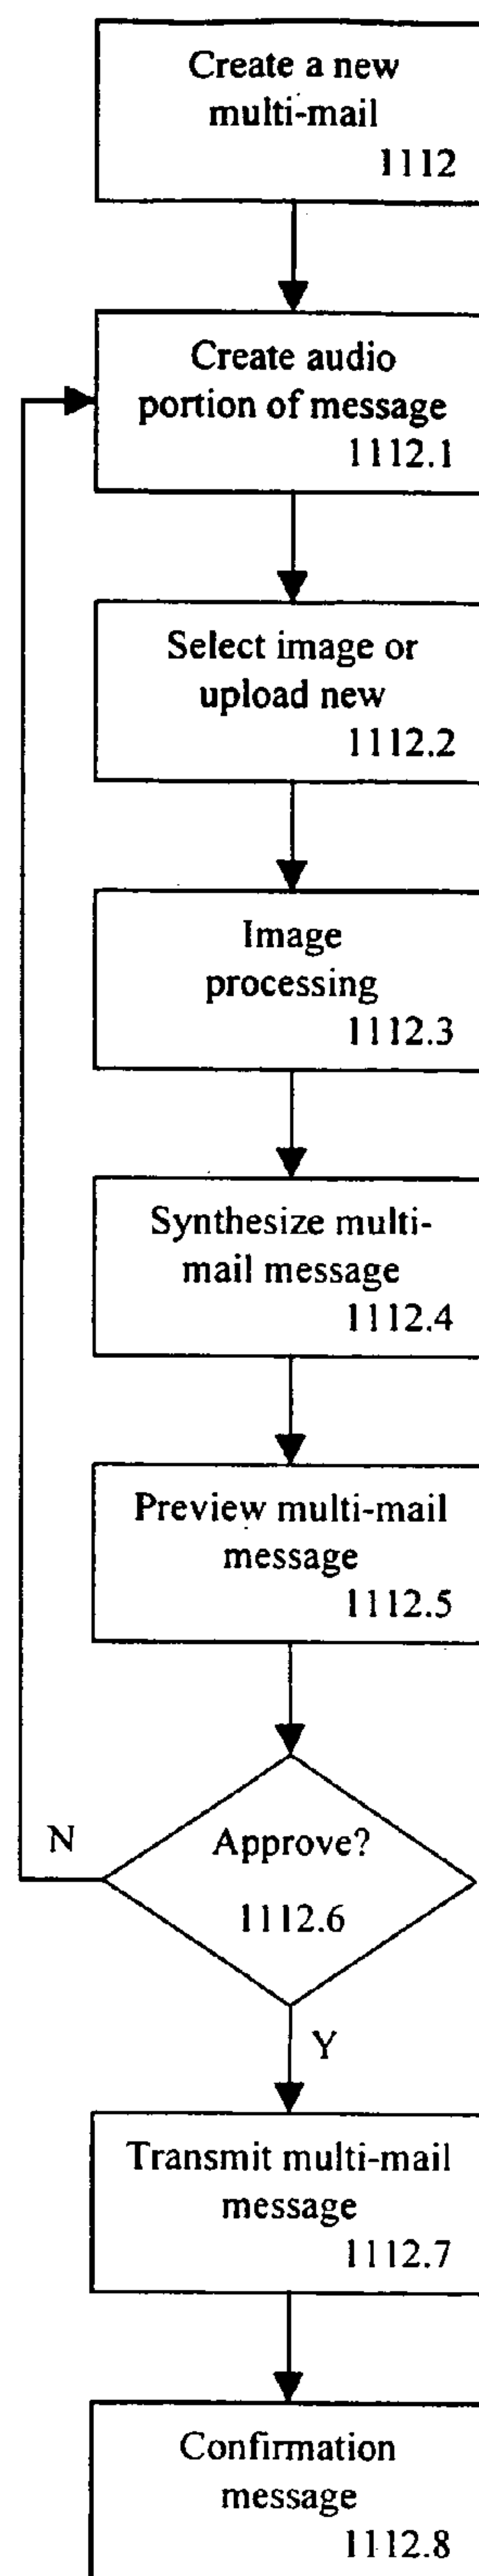 Create a new
multi-mail
1112
Create audio
portion of message
1112.1
Select image or
upload new
1112.2
Image
processing
1112.3
Synthesize multi-
mail message
1112.4
Preview multi-mail
message
1112.5
N
Approve?
1112.6
Y
Transmit multi-mail
message
1112.7
Confirmation
message
1112.8